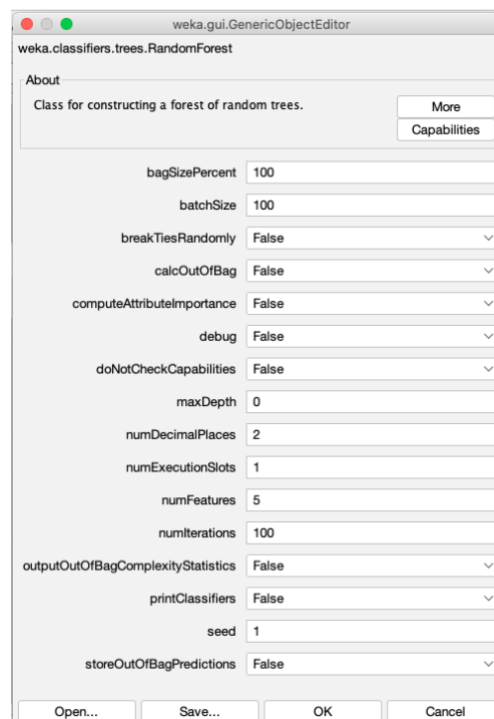 weka.gui.GenericObjectEditor
weka.classifiers.trees.RandomForest
About
Class for constructing a forest of random trees.
More
Capabilities
bagSizePercent 100
batchSize 100
breakTiesRandomly False
calcOutOfBag False
computeAttributeImportance False
debug False
doNotCheckCapabilities False
maxDepth 0
numDecimalPlaces 2
numExecutionSlots 1
numFeatures 5
numIterations 100
outputOutOfBagComplexityStatistics False
printClassifiers False
seed 1
storeOutOfBagPredictions False
Open... Save... OK Cancel